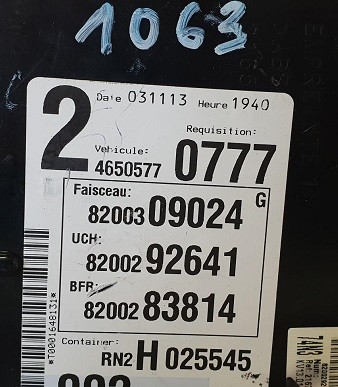 1063
Date 031113 Heure 1940
2
Requisition:
Vehicule: 4650577 0777
Faisceau: G
82003 09024
UCH:
82002 92641
BFR:
82002 83814
Container:
RN2 H 025545
*T0001648131*